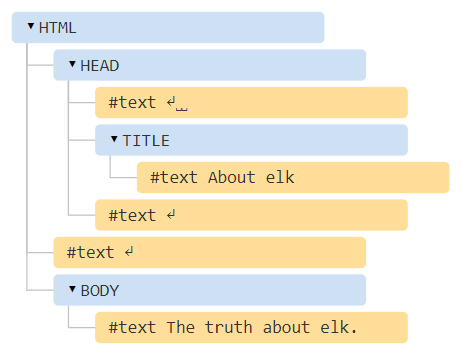 ▾ HTML
▾ HEAD
#text ↵␣␣
▾ TITLE
#text About elk
#text ↵
#text ↵
▾ BODY
#text The truth about elk.